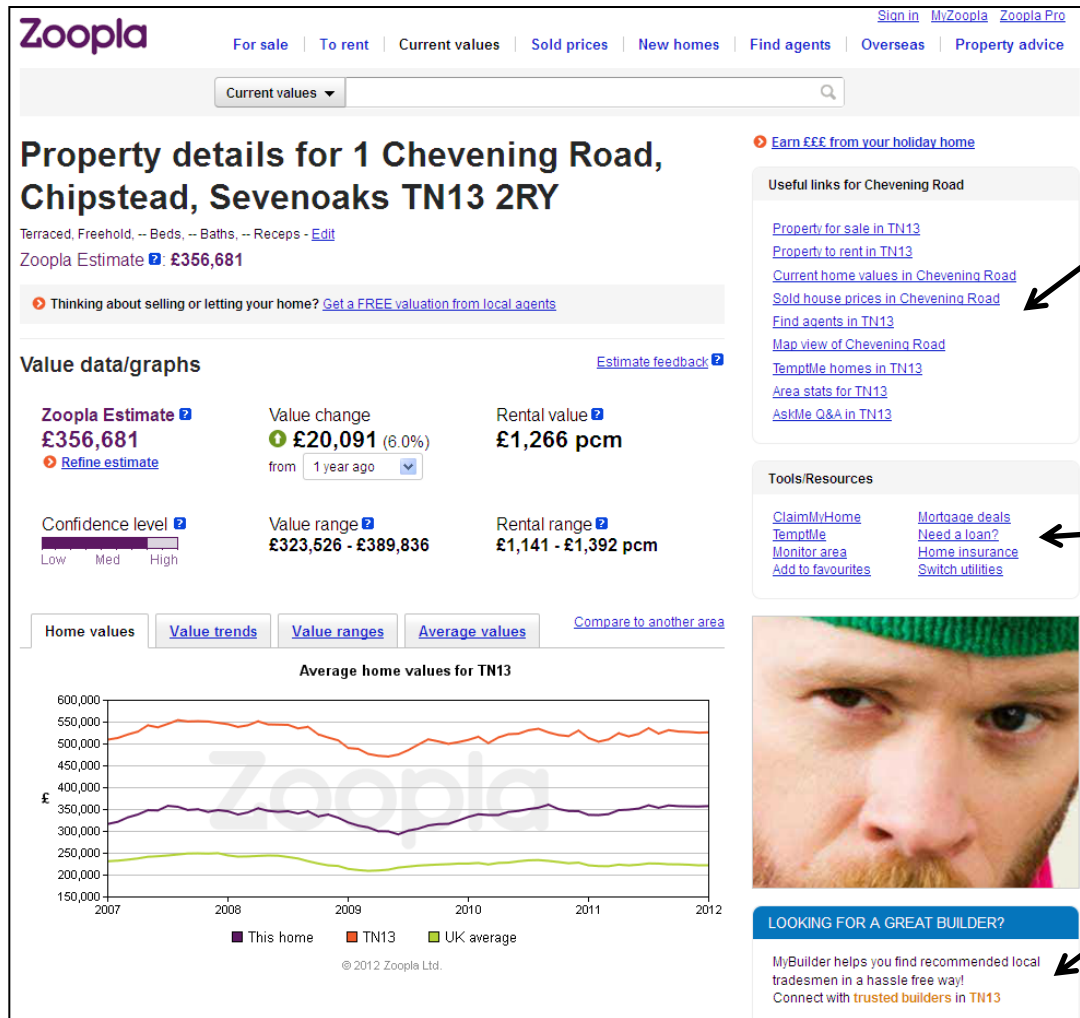 Zoopla
Sign in MyZoopla Zoopla Pro
For sale To rent Current values Sold prices New homes Find agents Overseas Property advice
Current values
Property details for 1 Chevening Road,
Chipstead, Sevenoaks TN13 2RY
Terraced, Freehold, -- Beds, -- Baths, -- Receps - Edit
Zoopla Estimate ?: £356,681
Thinking about selling or letting your home? Get a FREE valuation from local agents
Value data/graphs
Estimate feedback ?
Zoopla Estimate ?
£356,681
Refine estimate
Value change
£20,091 (6.0%)
from 1 year ago
Rental value ?
£1,266 pcm
Confidence level ?
Low Med High
Value range ?
£323,526 - £389,836
Rental range ?
£1,141 - £1,392 pcm
Home values Value trends Value ranges Average values
Compare to another area
Average home values for TN13
600,000
550,000
500,000
450,000
400,000
350,000
300,000
250,000
200,000
150,000
£
Zoopla
2007 2008 2009 2010 2011 2012
This home TN13 UK average
© 2012 Zoopla Ltd.
Earn £££ from your holiday home
Useful links for Chevening Road
Property for sale in TN13
Property to rent in TN13
Current home values in Chevening Road
Sold house prices in Chevening Road
Find agents in TN13
Map view of Chevening Road
TemptMe homes in TN13
Area stats for TN13
AskMe Q&A in TN13
Tools/Resources
ClaimMyHome
TemptMe
Monitor area
Add to favourites
Mortgage deals
Need a loan?
Home insurance
Switch utilities
LOOKING FOR A GREAT BUILDER?
MyBuilder helps you find recommended local
tradesmen in a hassle free way!
Connect with trusted builders in TN13